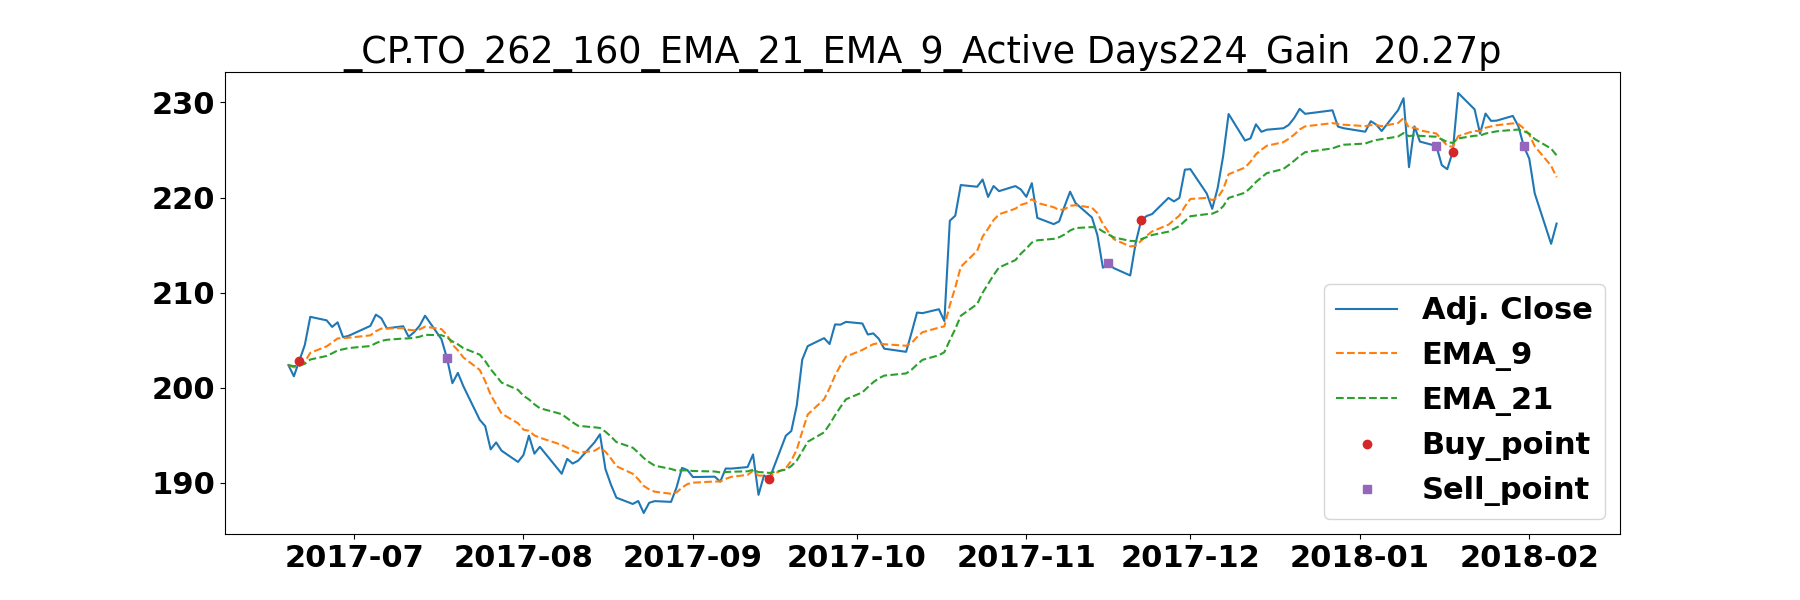 _CP.TO_262_160_EMA_21_EMA_9_Active Days224_Gain  20.27p
230
220
210
200
190
Adj. Close
EMA_9
EMA_21
Buy_point
Sell_point
2017-07 2017-08 2017-09 2017-10 2017-11 2017-12 2018-01 2018-02